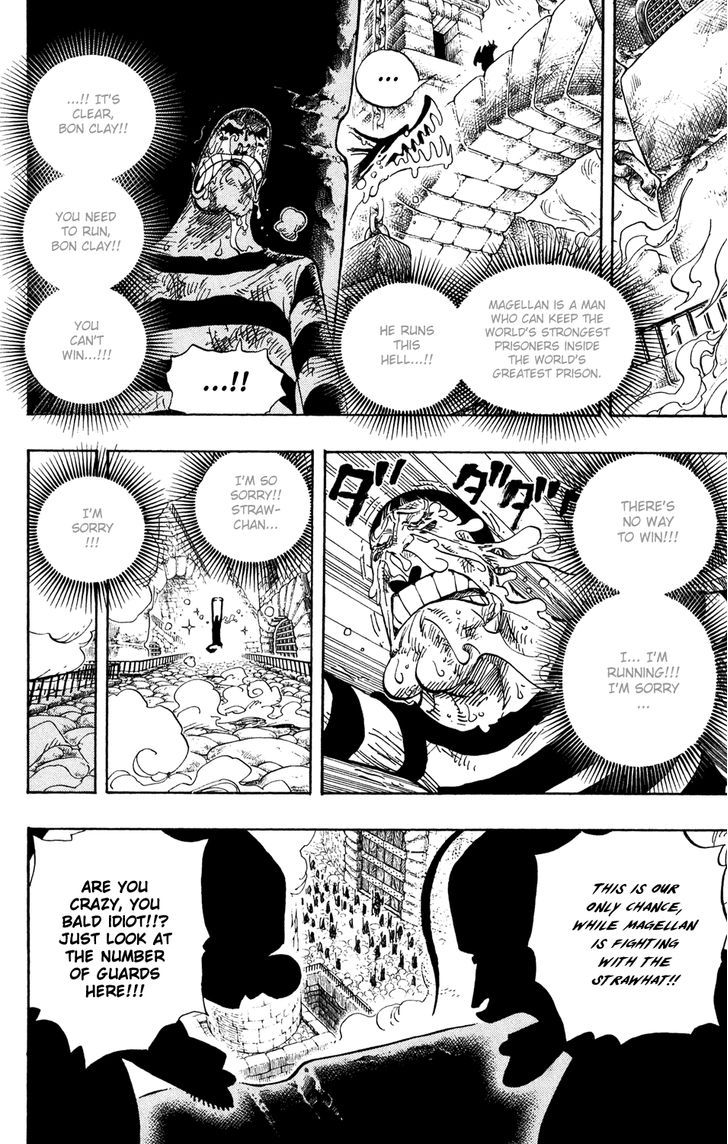 MAGELLAN IS A MAN
WHO CAN KEEP THE
WORLD'S STRONGEST
PRISONERS INSIDE
THE WORLD'S
GREATEST PRISON.
HE RUNS
THIS
HELL...!!
...
...!! IT'S
CLEAR,
BON CLAY!!
YOU NEED
TO RUN,
BON CLAY!!
YOU
CAN'T
WIN...!!!
...!!
THERE'S
NO WAY
TO WIN!!!
I... I'M
RUNNING!!!
I'M SORRY
...
ダダッ
I'M SO
SORRY!!
STRAW-
CHAN...
I'M
SORRY
!!!
THIS IS OUR
ONLY CHANCE,
WHILE MAGELLAN
IS FIGHTING
WITH THE
STRAWHAT!!
ARE YOU
CRAZY, YOU
BALD IDIOT!!?
JUST LOOK AT
THE NUMBER
OF GUARDS
HERE!!!